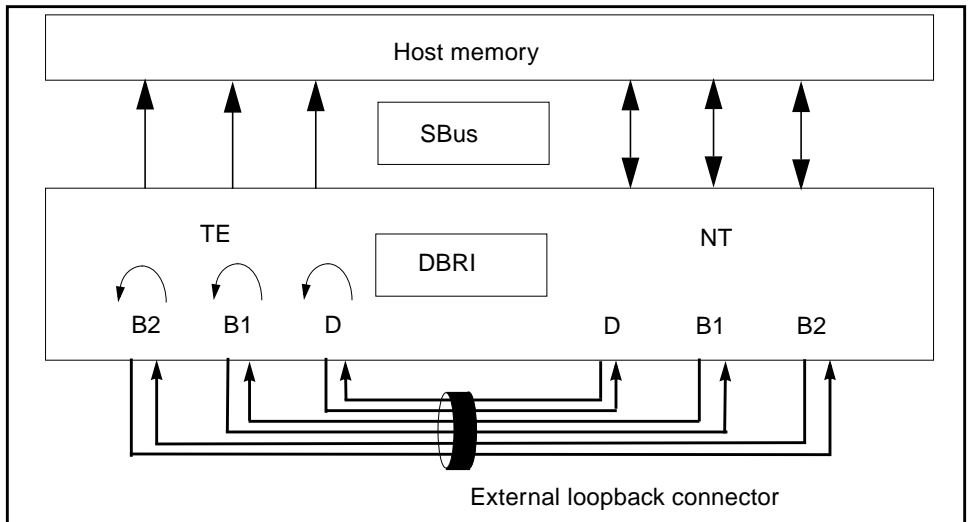 Host memory
SBus
TE
NT
DBRI
B2 B1 D D B1 B2
External loopback connector